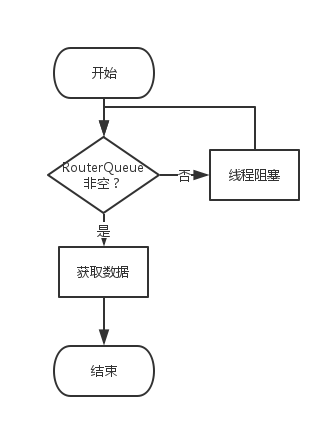 开始
RouterQueue
非空？
否
线程阻塞
是
获取数据
结束